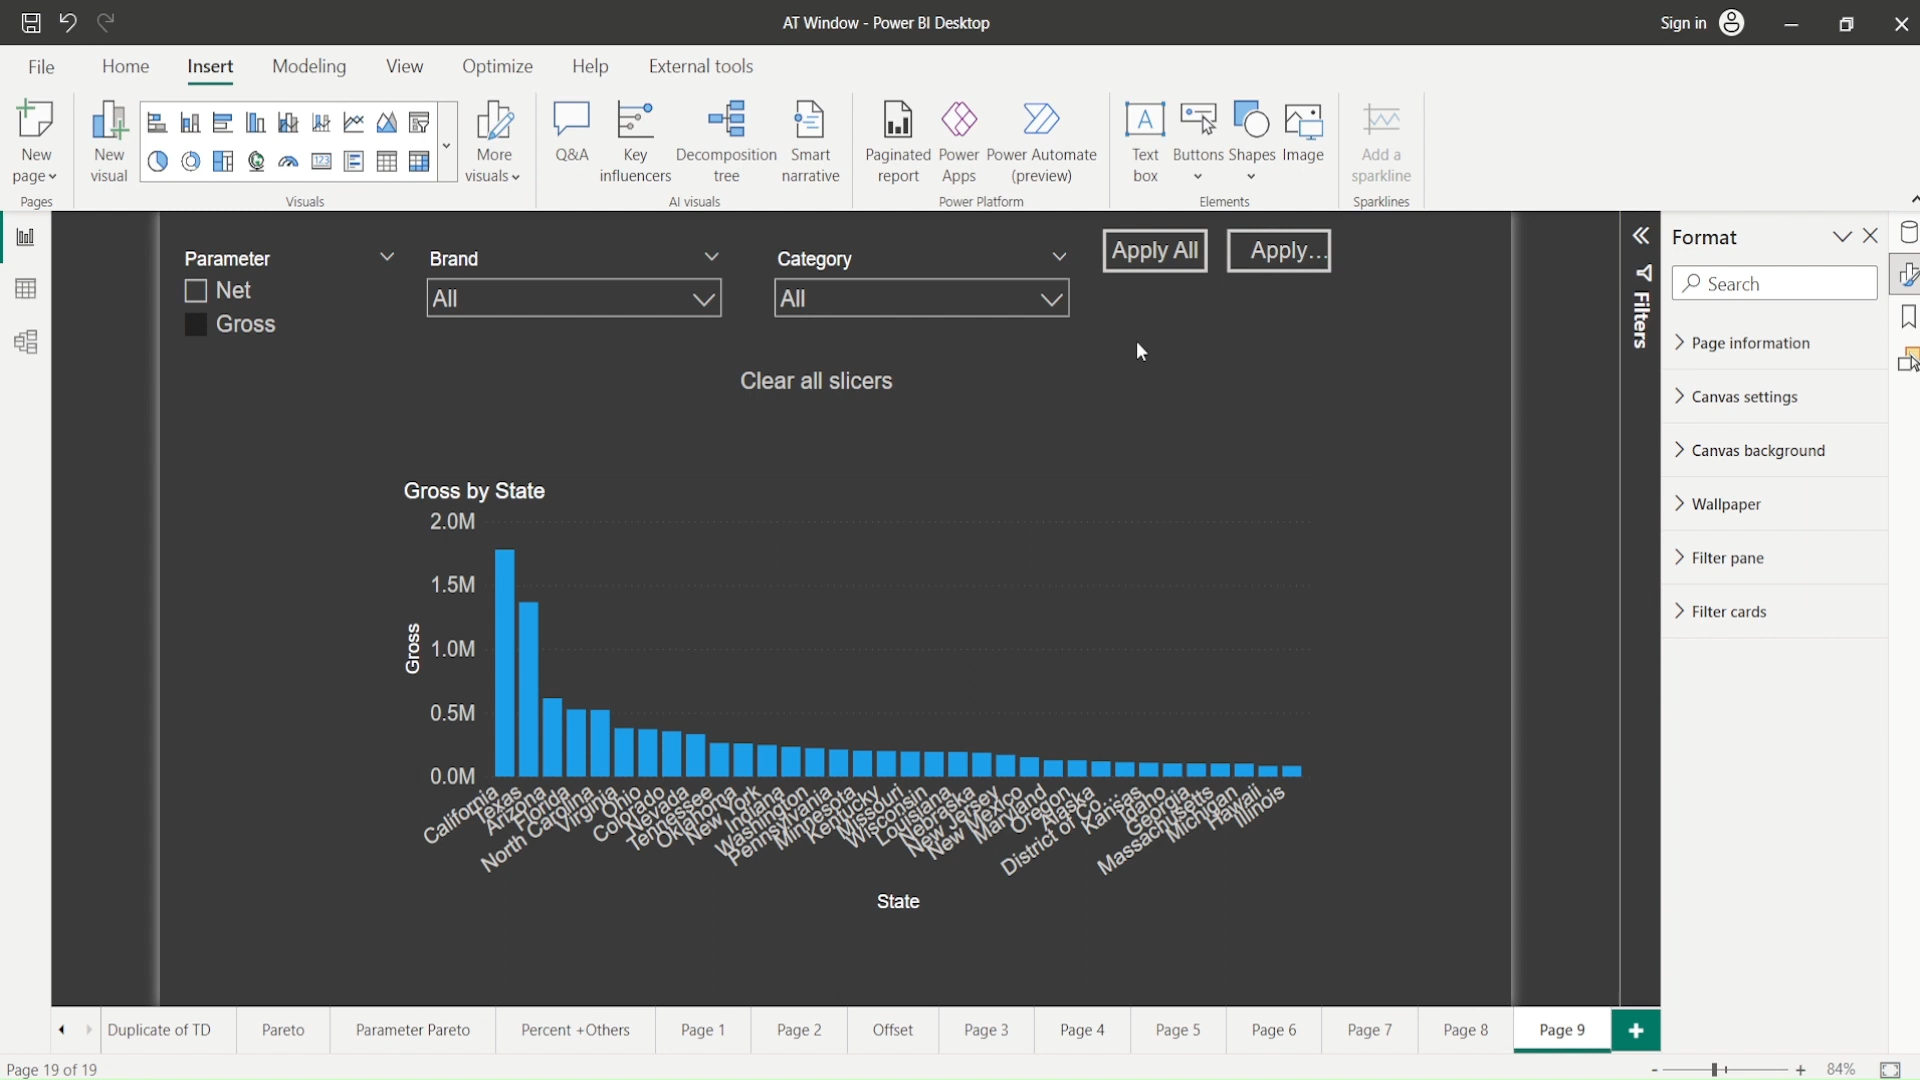 AT Window - Power BI Desktop
Sign in
File Home Insert Modeling View Optimize Help External tools
New page
New visual
More visuals
Q&A
Key influencers
Decomposition tree
Smart narrative
Paginated report
Power Apps
Power Automate (preview)
Text box
Buttons
Shapes
Image
Add a sparkline
Pages Visuals AI visuals Power Platform Elements Sparklines
Parameter
Net
Gross
Brand
All
Category
All
Apply All
Apply...
Clear all slicers
Gross by State
2.0M
1.5M
1.0M
0.5M
0.0M
Gross
California
Texas
Arizona
Florida
North Carolina
Virginia
Ohio
Colorado
Nevada
Tennessee
Oklahoma
New York
Indiana
Washington
Pennsylvania
Minnesota
Kentucky
Missouri
Wisconsin
Louisiana
Nebraska
New Jersey
New Mexico
Maryland
Oregon
Alaska
District of Co...
Kansas
Idaho
Georgia
Massachusetts
Michigan
Hawaii
Illinois
State
Filters
Format
Search
Page information
Canvas settings
Canvas background
Wallpaper
Filter pane
Filter cards
Duplicate of TD Pareto Parameter Pareto Percent +Others Page 1 Page 2 Offset Page 3 Page 4 Page 5 Page 6 Page 7 Page 8 Page 9
Page 19 of 19
84%